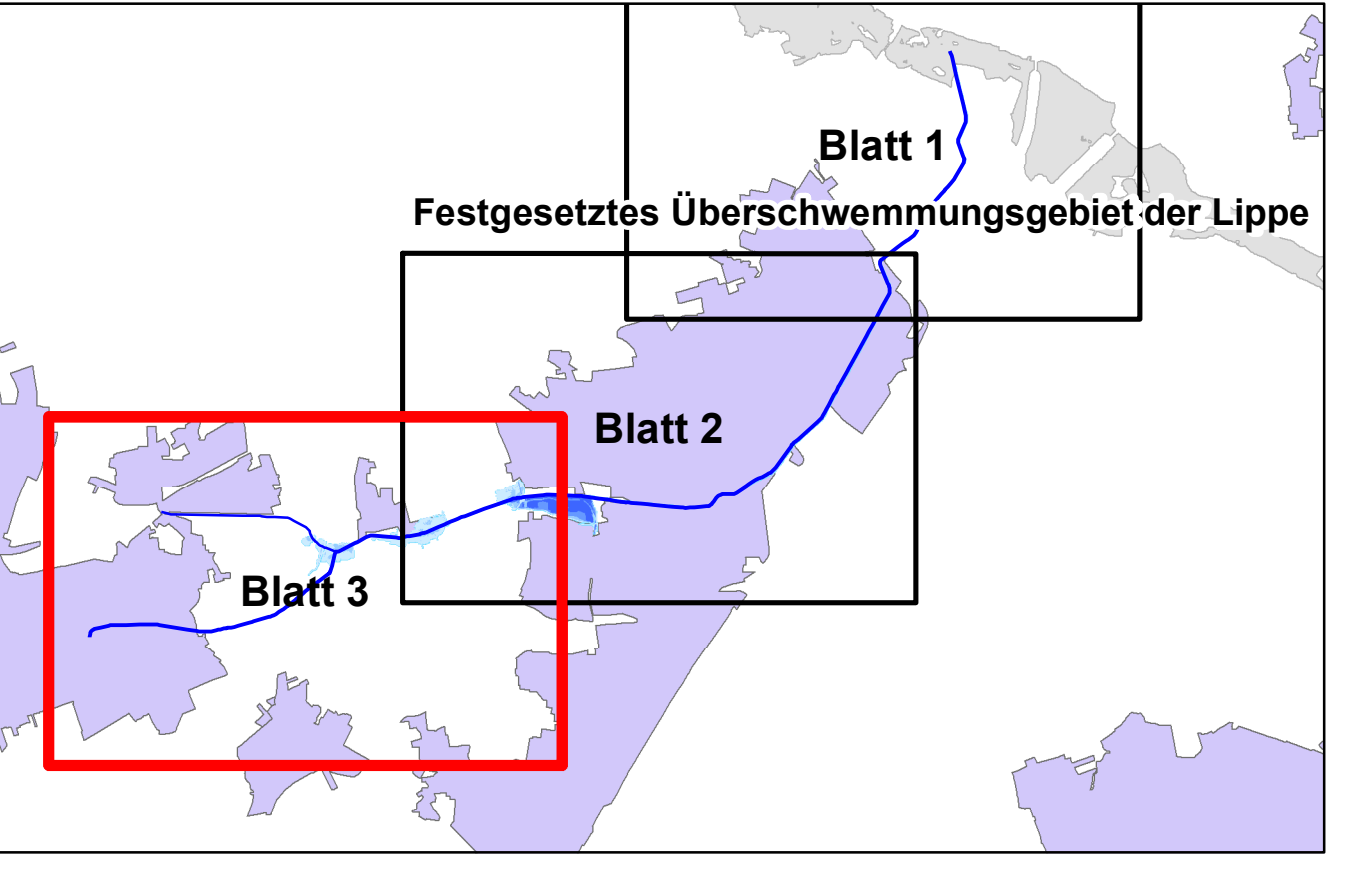 Blatt 1
Festgesetztes Überschwemmungsgebiet der Lippe
Blatt 2
Blatt 3